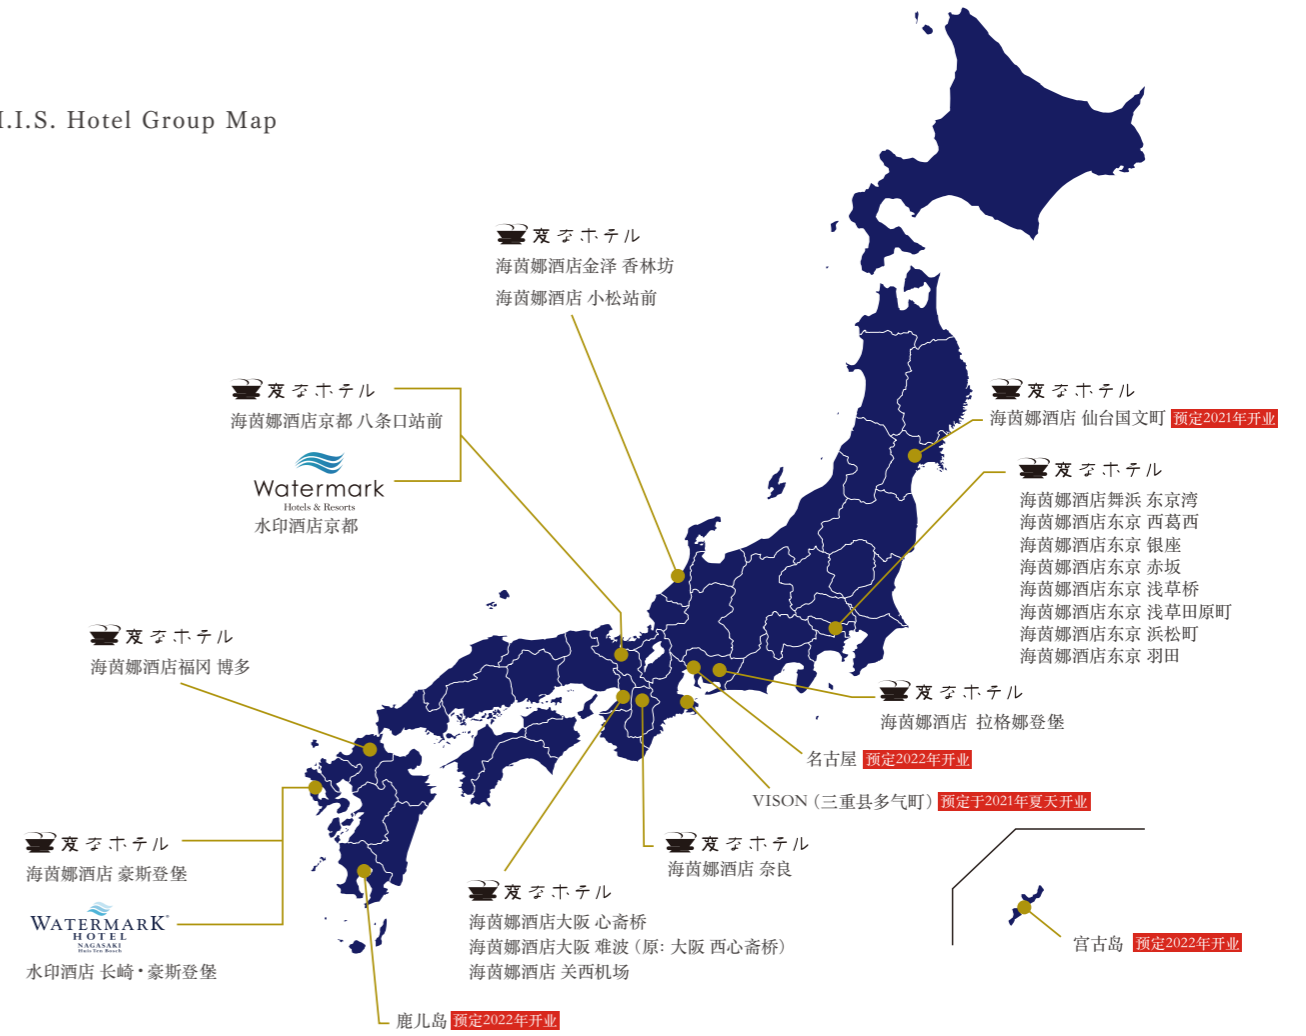 H.I.S. Hotel Group Map
変なホテル
海茵娜酒店金泽 香林坊
海茵娜酒店 小松站前
変なホテル
海茵娜酒店京都 八条口站前
Watermark
Hotels & Resorts
水印酒店京都
変なホテル
海茵娜酒店 仙台国文町 预定2021年开业
変なホテル
海茵娜酒店舞浜 东京湾
海茵娜酒店东京 西葛西
海茵娜酒店东京 银座
海茵娜酒店东京 赤坂
海茵娜酒店东京 浅草桥
海茵娜酒店东京 浅草田原町
海茵娜酒店东京 浜松町
海茵娜酒店东京 羽田
変なホテル
海茵娜酒店福冈 博多
変なホテル
海茵娜酒店 拉格娜登堡
名古屋 预定2022年开业
VISON（三重县多气町）预定于2021年夏天开业
変なホテル
海茵娜酒店 奈良
変なホテル
海茵娜酒店 豪斯登堡
WATERMARK®
HOTEL
NAGASAKI
Huis Ten Bosch
水印酒店 长崎・豪斯登堡
変なホテル
海茵娜酒店大阪 心斋桥
海茵娜酒店大阪 难波（原：大阪 西心斋桥）
海茵娜酒店 关西机场
宫古岛 预定2022年开业
鹿儿岛 预定2022年开业